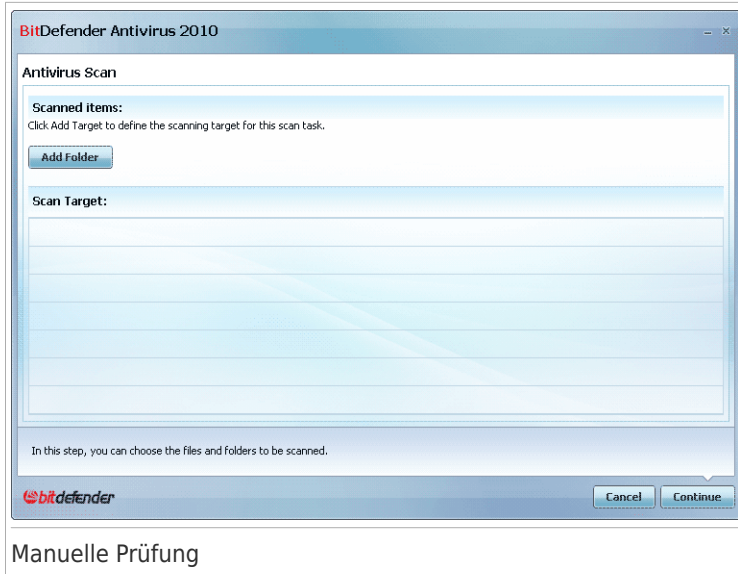 BitDefender Antivirus 2010
Antivirus Scan
Scanned items:
Click Add Target to define the scanning target for this scan task.
Add Folder
Scan Target:
In this step, you can choose the files and folders to be scanned.
bitdefender
Cancel
Continue
Manuelle Prüfung